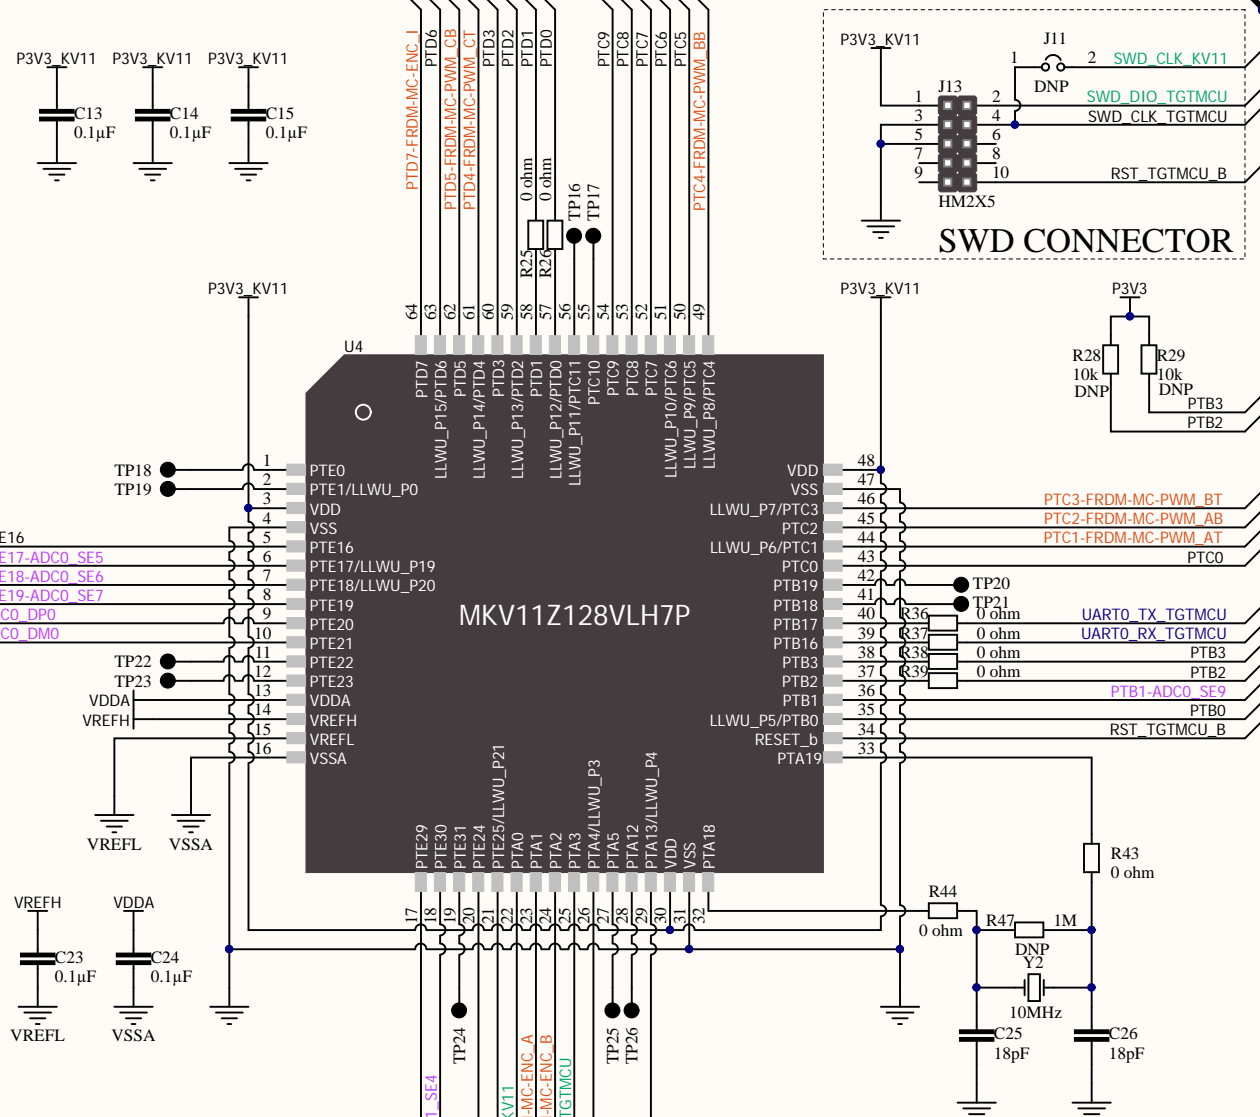 P3V3_KV11
P3V3_KV11
P3V3_KV11
C13
0.1µF
C14
0.1µF
C15
0.1µF
PTD7-FRDM-MC-ENC_I
PTD6
PTD5-FRDM-MC-PWM_CB
PTD4-FRDM-MC-PWM_CT
PTD3
PTD2
PTD1
PTD0
0 ohm
0 ohm
R25
R26
TP16
TP17
PTC9
PTC8
PTC7
PTC6
PTC5
PTC4-FRDM-MC-PWM_BB
P3V3_KV11
J11
1
2
DNP
SWD_CLK_KV11
J13
1
3
5
7
9
2
4
6
8
10
HM2X5
SWD_DIO_TGTMCU
SWD_CLK_TGTMCU
RST_TGTMCU_B
SWD CONNECTOR
P3V3_KV11
P3V3_KV11
P3V3
R28
10k
DNP
R29
10k
DNP
PTB3
PTB2
U4
64
63
62
61
60
59
58
57
56
55
54
53
52
51
50
49
PTD7
LLWU_P15/PTD6
PTD5
LLWU_P14/PTD4
PTD3
LLWU_P13/PTD2
PTD1
LLWU_P12/PTD0
LLWU_P11/PTC11
PTC10
PTC9
PTC8
PTC7
LLWU_P10/PTC6
LLWU_P9/PTC5
LLWU_P8/PTC4
TP18
1
PTE0
TP19
2
PTE1/LLWU_P0
3
VDD
4
VSS
E16
5
PTE16
E17-ADC0_SE5
6
PTE17/LLWU_P19
E18-ADC0_SE6
7
PTE18/LLWU_P20
E19-ADC0_SE7
8
PTE19
C0_DP0
9
PTE20
C0_DM0
10
PTE21
TP22
11
PTE22
TP23
12
PTE23
VDDA
13
VDDA
VREFH
14
VREFH
15
VREFL
16
VSSA
MKV11Z128VLH7P
VDD
48
VSS
47
LLWU_P7/PTC3
46
PTC3-FRDM-MC-PWM_BT
PTC2
45
PTC2-FRDM-MC-PWM_AB
LLWU_P6/PTC1
44
PTC1-FRDM-MC-PWM_AT
PTC0
43
PTC0
PTB19
42
TP20
PTB18
41
TP21
PTB17
40
R36
0 ohm
UART0_TX_TGTMCU
PTB16
39
R37
0 ohm
UART0_RX_TGTMCU
PTB3
38
R38
0 ohm
PTB3
PTB2
37
R39
0 ohm
PTB2
PTB1
36
PTB1-ADC0_SE9
LLWU_P5/PTB0
35
PTB0
RESET_b
34
RST_TGTMCU_B
PTA19
33
VREFL
VSSA
PTE29
PTE30
PTE31
PTE24
PTE25/LLWU_P21
PTA0
PTA1
PTA2
PTA3
PTA4/LLWU_P3
PTA5
PTA12
PTA13/LLWU_P4
VDD
VSS
PTA18
17
18
19
20
21
22
23
24
25
26
27
28
29
30
31
32
R43
0 ohm
R44
0 ohm
R47
1M
DNP
Y2
10MHz
C25
18pF
C26
18pF
VREFH
C23
0.1µF
VREFL
VDDA
C24
0.1µF
VSSA
TP24
TP25
TP26
1_SE4
KV11
-MC-ENC_A
-MC-ENC_B
TGTMCU